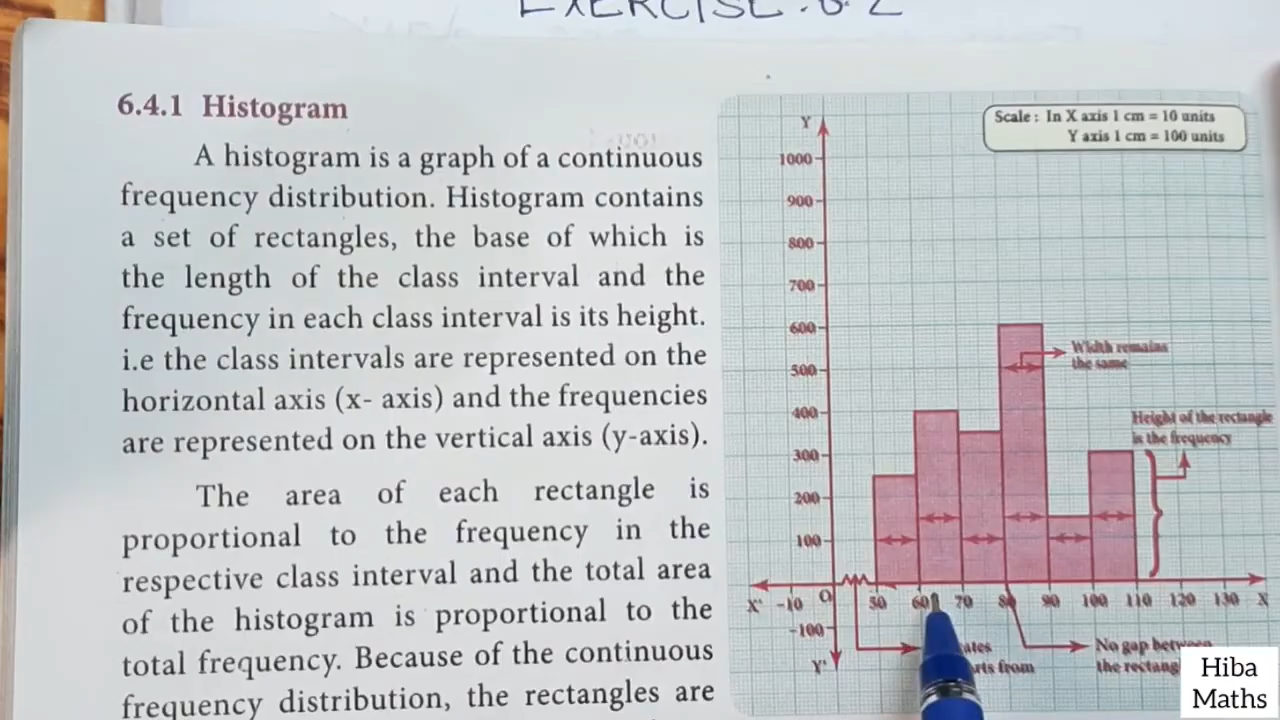 EXERCISE : 6.2
6.4.1 Histogram
A histogram is a graph of a continuous
frequency distribution. Histogram contains
a set of rectangles, the base of which is
the length of the class interval and the
frequency in each class interval is its height.
i.e the class intervals are represented on the
horizontal axis (x- axis) and the frequencies
are represented on the vertical axis (y-axis).
The area of each rectangle is
proportional to the frequency in the
respective class interval and the total area
of the histogram is proportional to the
total frequency. Because of the continuous
frequency distribution, the rectangles are
Scale : In X axis 1 cm = 10 units
Y axis 1 cm = 100 units
Y
1000
900
800
700
600
500
400
300
200
100
Width remains
the same
Height of the rectangle
is the frequency
X' -10 O 50 60 70 80 90 100 110 120 130 X
-100
Y'
No gap between
the
from
Hiba
Maths